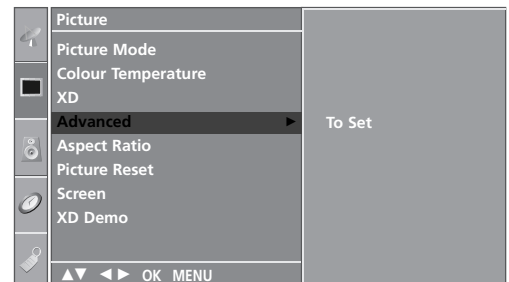 Picture
Picture Mode
Colour Temperature
XD
Advanced ► To Set
Aspect Ratio
Picture Reset
Screen
XD Demo
▲▼ ◄► OK MENU